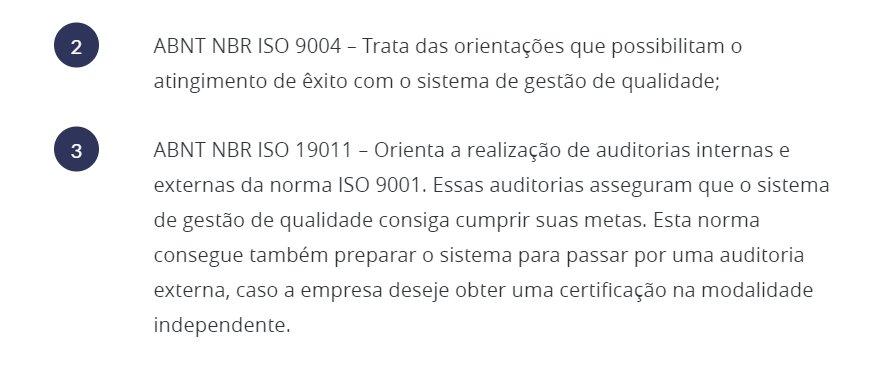 2 ABNT NBR ISO 9004 – Trata das orientações que possibilitam o
atingimento de êxito com o sistema de gestão de qualidade;
3 ABNT NBR ISO 19011 – Orienta a realização de auditorias internas e
externas da norma ISO 9001. Essas auditorias asseguram que o sistema
de gestão de qualidade consiga cumprir suas metas. Esta norma
consegue também preparar o sistema para passar por uma auditoria
externa, caso a empresa deseje obter uma certificação na modalidade
independente.